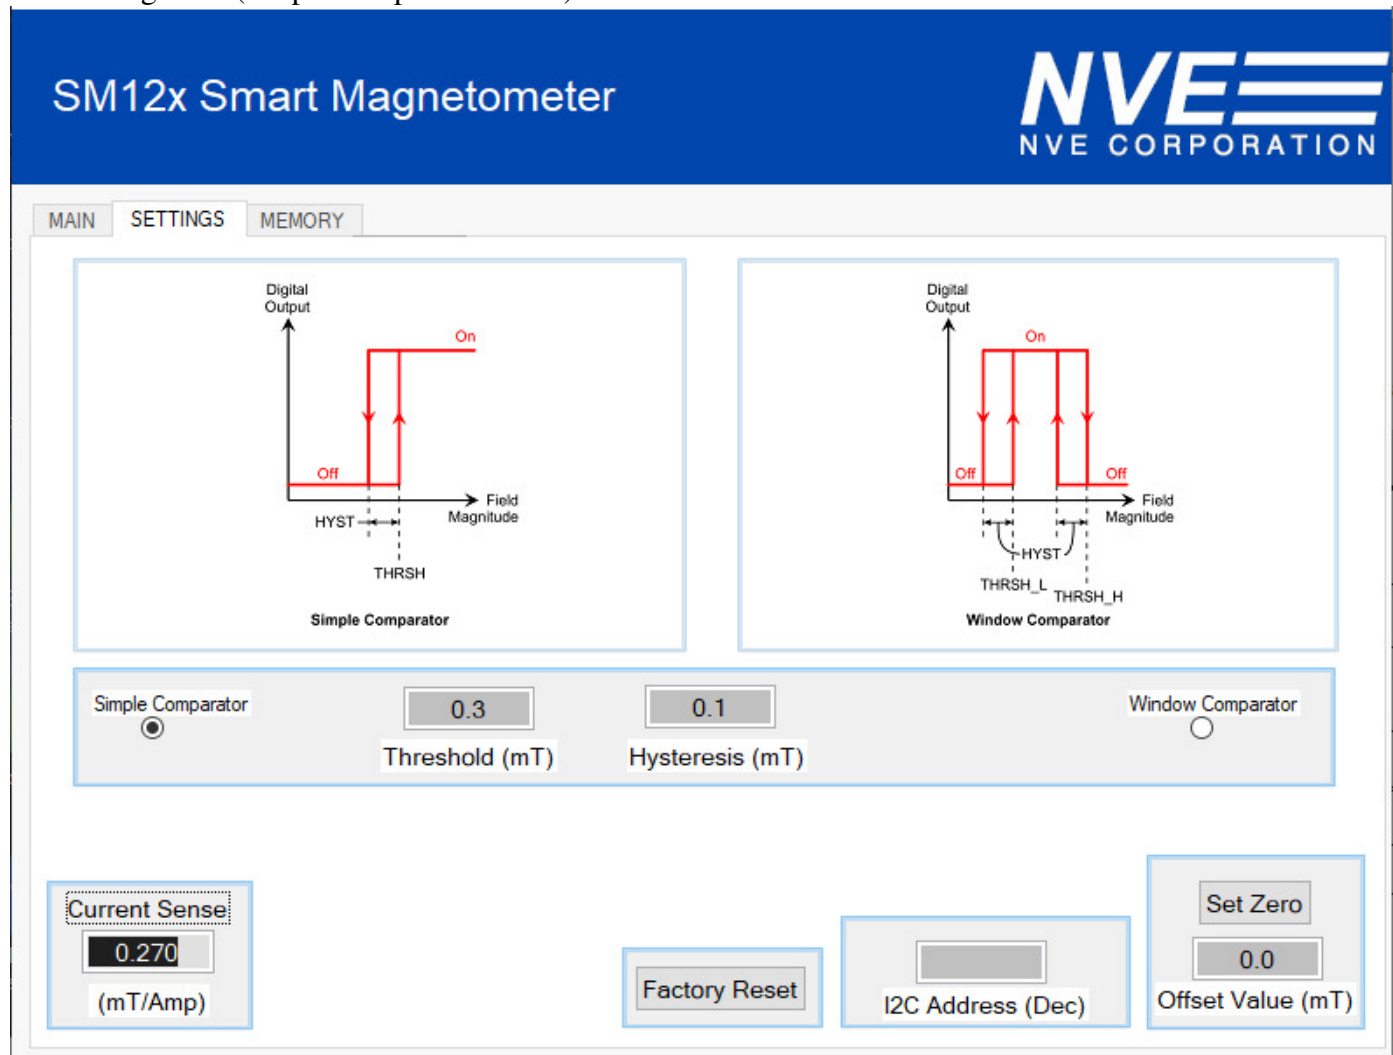 SM12x Smart Magnetometer
NVE
NVE CORPORATION
MAIN SETTINGS MEMORY
Digital
Output
On
Off
Field
Magnitude
HYST
THRSH
Simple Comparator
Digital
Output
On
Off
Off
Field
Magnitude
HYST
THRSH_L
THRSH_H
Window Comparator
Simple Comparator
0.3
Threshold (mT)
0.1
Hysteresis (mT)
Window Comparator
Current Sense
0.270
(mT/Amp)
Factory Reset
I2C Address (Dec)
Set Zero
0.0
Offset Value (mT)